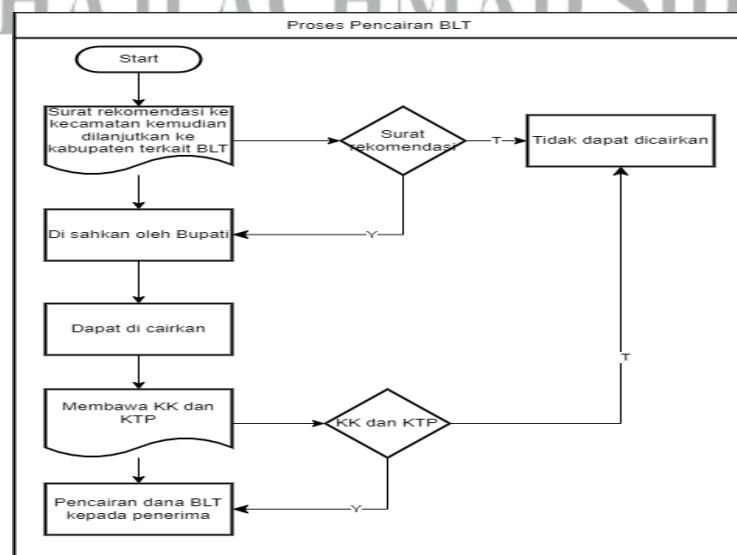 Proses Pencairan BLT
Start
Surat rekomendasi ke
kecamatan kemudian
dilanjutkan ke
kabupaten terkait BLT
Surat
rekomendasi
T
Tidak dapat dicairkan
Di sahkan oleh Bupati
Y
Dapat di cairkan
T
Membawa KK dan
KTP
KK dan KTP
Pencairan dana BLT
kepada penerima
Y